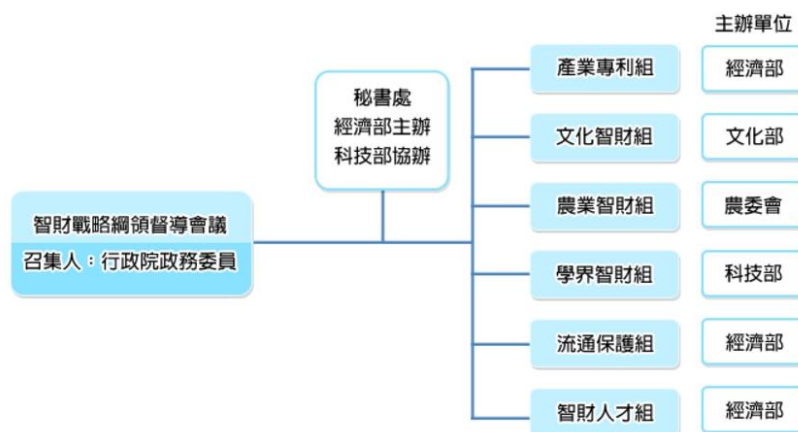 主辦單位
產業專利組
經濟部
秘書處
經濟部主辦
科技部協辦
文化智財組
文化部
智財戰略綱領督導會議
召集人：行政院政務委員
農業智財組
農委會
學界智財組
科技部
流通保護組
經濟部
智財人才組
經濟部